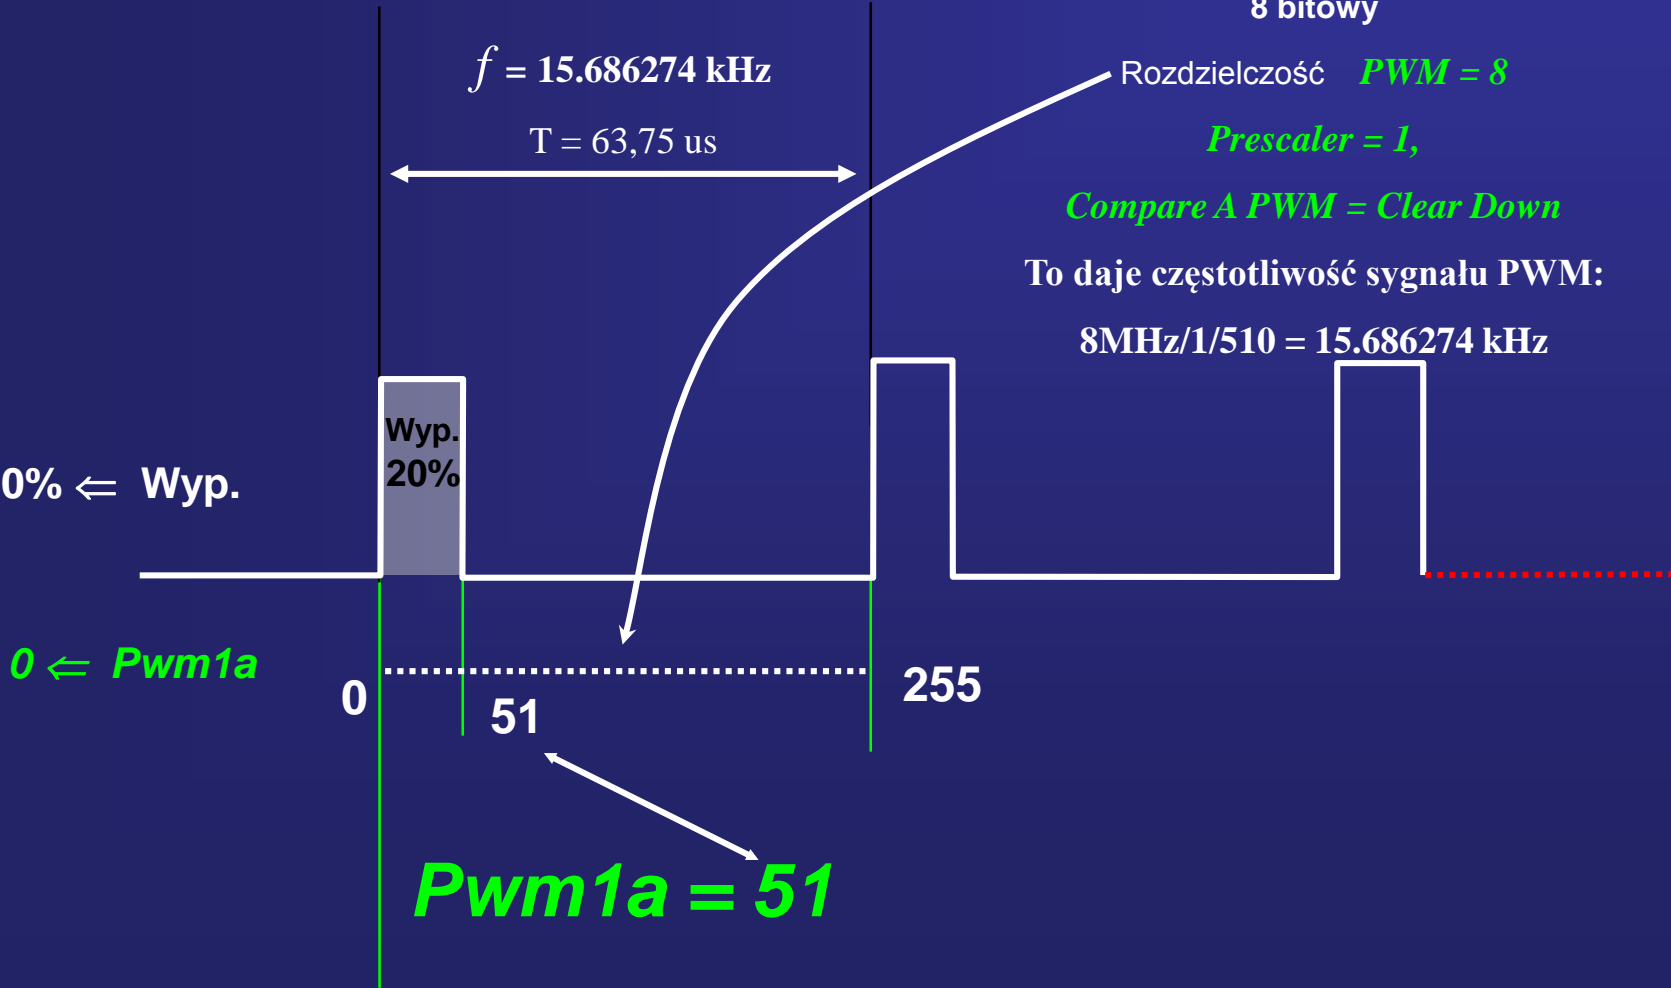 8 bitowy
f = 15.686274 kHz
Rozdzielczość PWM = 8
T = 63,75 us
Prescaler = 1,
Compare A PWM = Clear Down
To daje częstotliwość sygnału PWM:
8MHz/1/510 = 15.686274 kHz
Wyp.
20%
0% ⇐ Wyp.
0 ⇐ Pwm1a
0
51
255
Pwm1a = 51